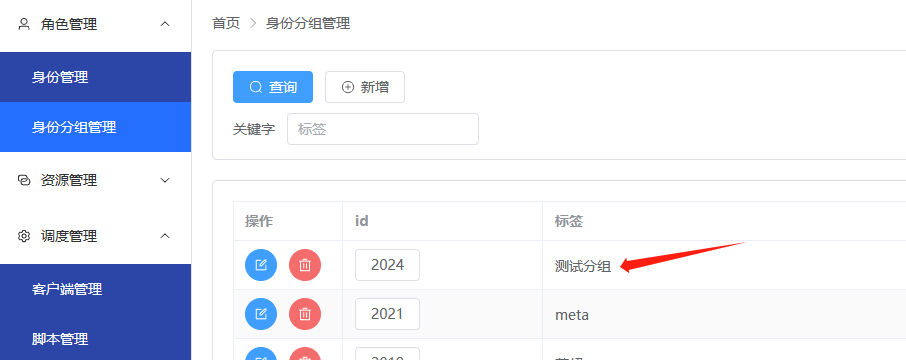 角色管理
首页 > 身份分组管理
身份管理
查询
新增
身份分组管理
关键字
标签
资源管理
操作 id 标签
调度管理
2024 测试分组
客户端管理
2021 meta
脚本管理